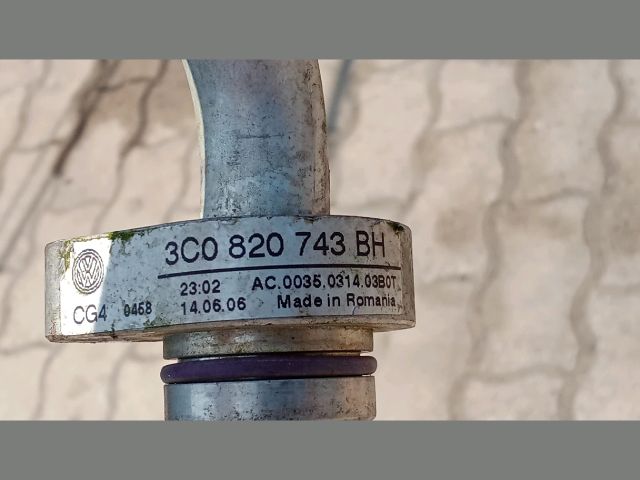 3C0 820 743 BH
23:02 AC.0035.0314.03B0T
CG4 0458 14.06.06 Made in Romania